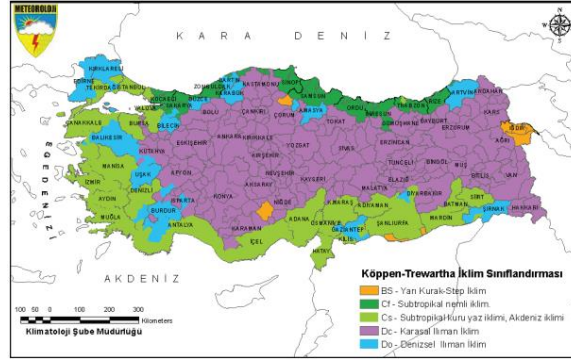 METEOROLOJİ
KARA DENİZ
N
W
E
S
KIRKLARELİ
EDİRNE
TEKİRDAĞ
İSTANBUL
KOCAELİ
SAKARYA
DÜZCE
ZONGULDAK
BARTIN
KARABÜK
KASTAMONU
SİNOP
SAMSUN
ORDU
GİRESUN
TRABZON
RİZE
ARTVİN
ARDAHAN
KARS
IĞDIR
AĞRI
YALOVA
ÇANAKKALE
BURSA
BİLECİK
BOLU
ÇANKIRI
ÇORUM
AMASYA
TOKAT
GÜMÜŞHANE
BAYBURT
ERZURUM
BALIKESİR
KÜTAHYA
ESKİŞEHİR
ANKARA
KIRIKKALE
YOZGAT
SİVAS
ERZİNCAN
TUNCELİ
BİNGÖL
MUŞ
EGE DENİZİ
MANİSA
UŞAK
AFYON
KIRŞEHİR
NEVŞEHİR
KAYSERİ
MALATYA
ELAZIĞ
BİTLİS
VAN
İZMİR
AYDIN
DENİZLİ
ISPARTA
KONYA
AKSARAY
NİĞDE
K.MARAŞ
ADIYAMAN
DİYARBAKIR
BATMAN
SİİRT
MUĞLA
BURDUR
ANTALYA
KARAMAN
İÇEL
ADANA
OSMANİYE
GAZİANTEP
KİLİS
ŞANLIURFA
MARDİN
ŞIRNAK
HAKKARİ
HATAY
AKDENİZ
Köppen-Trewartha İklim Sınıflandırması
BS - Yarı Kurak-Step İklim
Cf - Subtropikal nemli iklim
Cs - Subtropikal kuru yaz iklimi, Akdeniz iklimi
Dc - Karasal Ilıman İklim
Do - Denizsel Ilıman İklim
100 50 0 100 200 300
Kilometers
Klimatoloji Şube Müdürlüğü